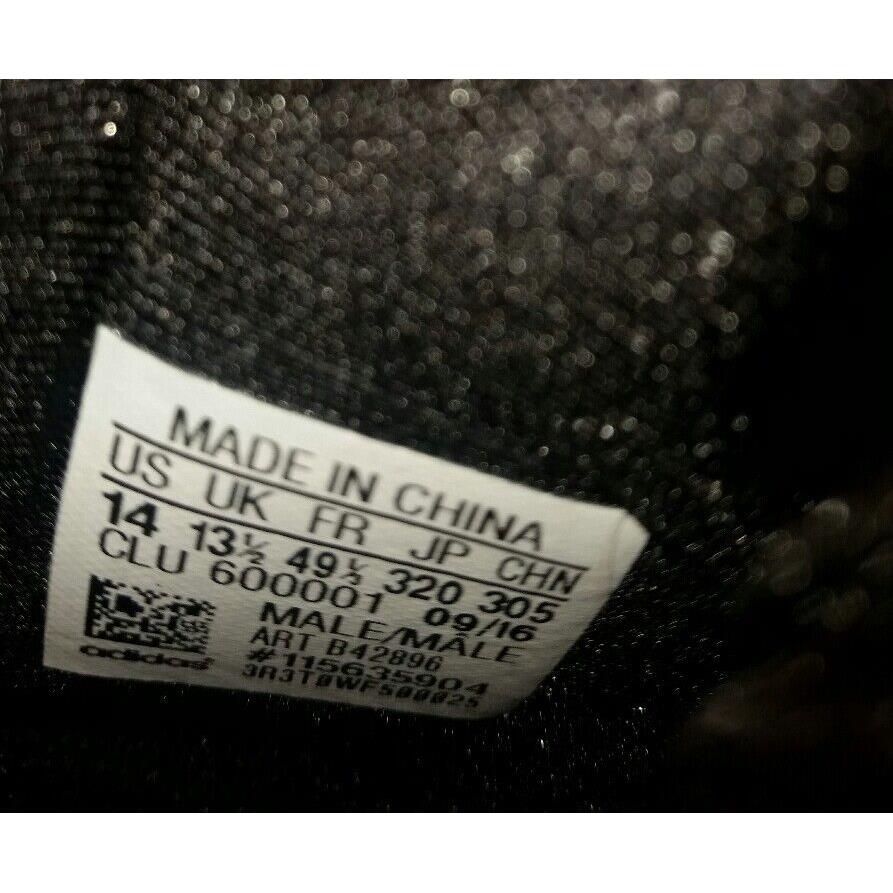 MADE IN CHINA
US UK FR JP CHN
14 13½ 49⅓ 320 305
CLU 600001 09/16
MALE/MÂLE
ART B42896
#115635904
3R3T0WF500025
adidas